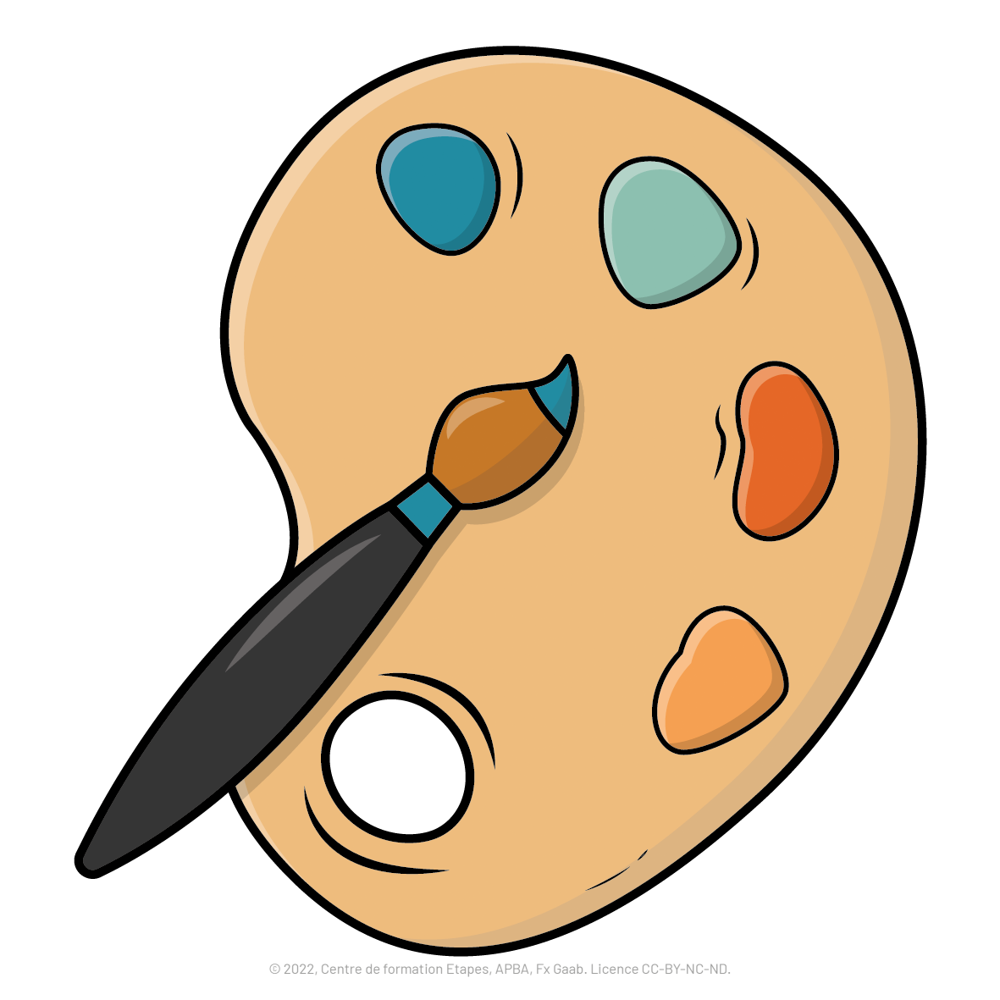 © 2022, Centre de formation Etapes, APBA, Fx Gaab. Licence CC-BY-NC-ND.